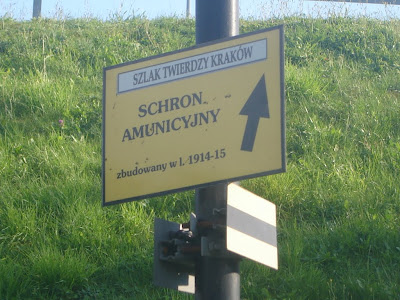 SZLAK TWIERDZY KRAKÓW
SCHRON
AMUNICYJNY
zbudowany w l. 1914-15